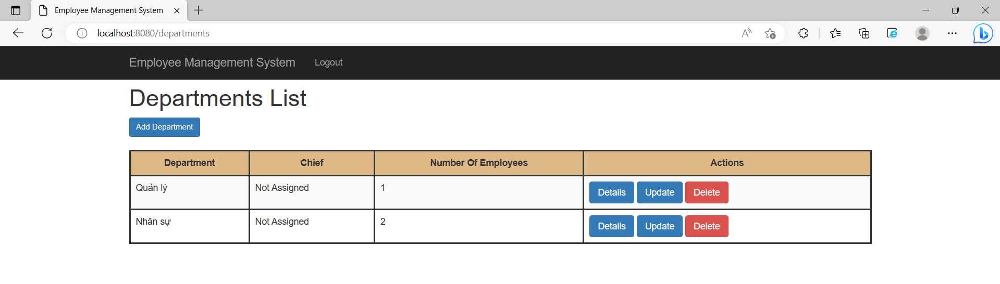 Employee Management System
localhost:8080/departments
Employee Management System Logout
Departments List
Add Department
Department Chief Number Of Employees Actions
Quản lý Not Assigned 1 Details Update Delete
Nhân sự Not Assigned 2 Details Update Delete